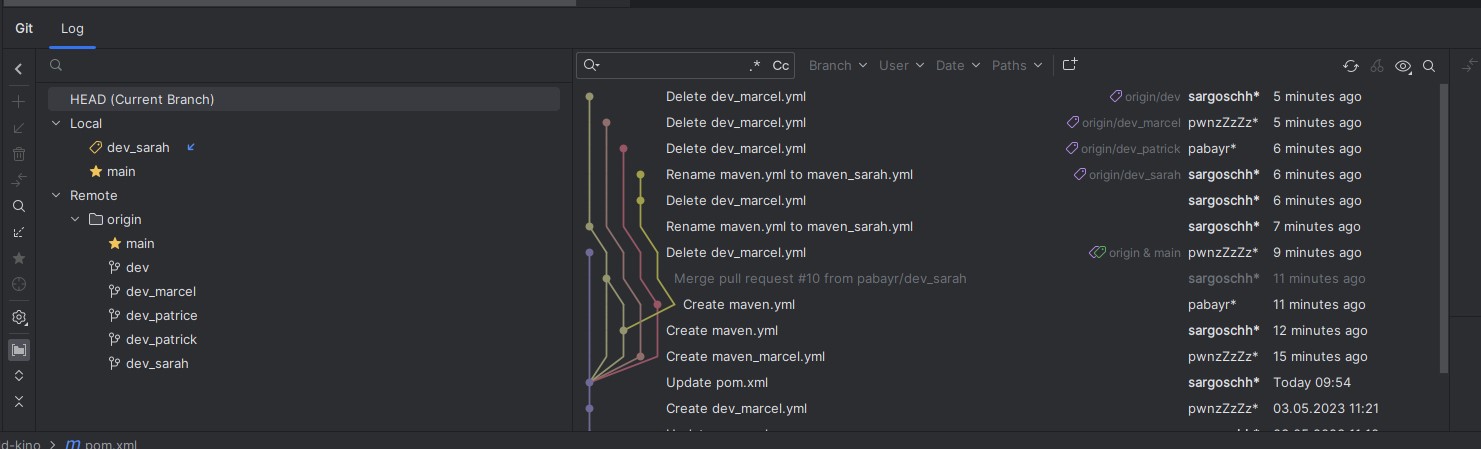 Git Log
.* Cc Branch User Date Paths
HEAD (Current Branch)
Local
dev_sarah
main
Remote
origin
main
dev
dev_marcel
dev_patrice
dev_patrick
dev_sarah
Delete dev_marcel.yml origin/dev sargoschh* 5 minutes ago
Delete dev_marcel.yml origin/dev_marcel pwnzZzZz* 5 minutes ago
Delete dev_marcel.yml origin/dev_patrick pabayr* 6 minutes ago
Rename maven.yml to maven_sarah.yml origin/dev_sarah sargoschh* 6 minutes ago
Delete dev_marcel.yml sargoschh* 6 minutes ago
Rename maven.yml to maven_sarah.yml sargoschh* 7 minutes ago
Delete dev_marcel.yml origin & main pwnzZzZz* 9 minutes ago
Merge pull request #10 from pabayr/dev_sarah sargoschh* 11 minutes ago
Create maven.yml pabayr* 11 minutes ago
Create maven.yml sargoschh* 12 minutes ago
Create maven_marcel.yml pwnzZzZz* 15 minutes ago
Update pom.xml sargoschh* Today 09:54
Create dev_marcel.yml pwnzZzZz* 03.05.2023 11:21
d-kino > m pom.xml